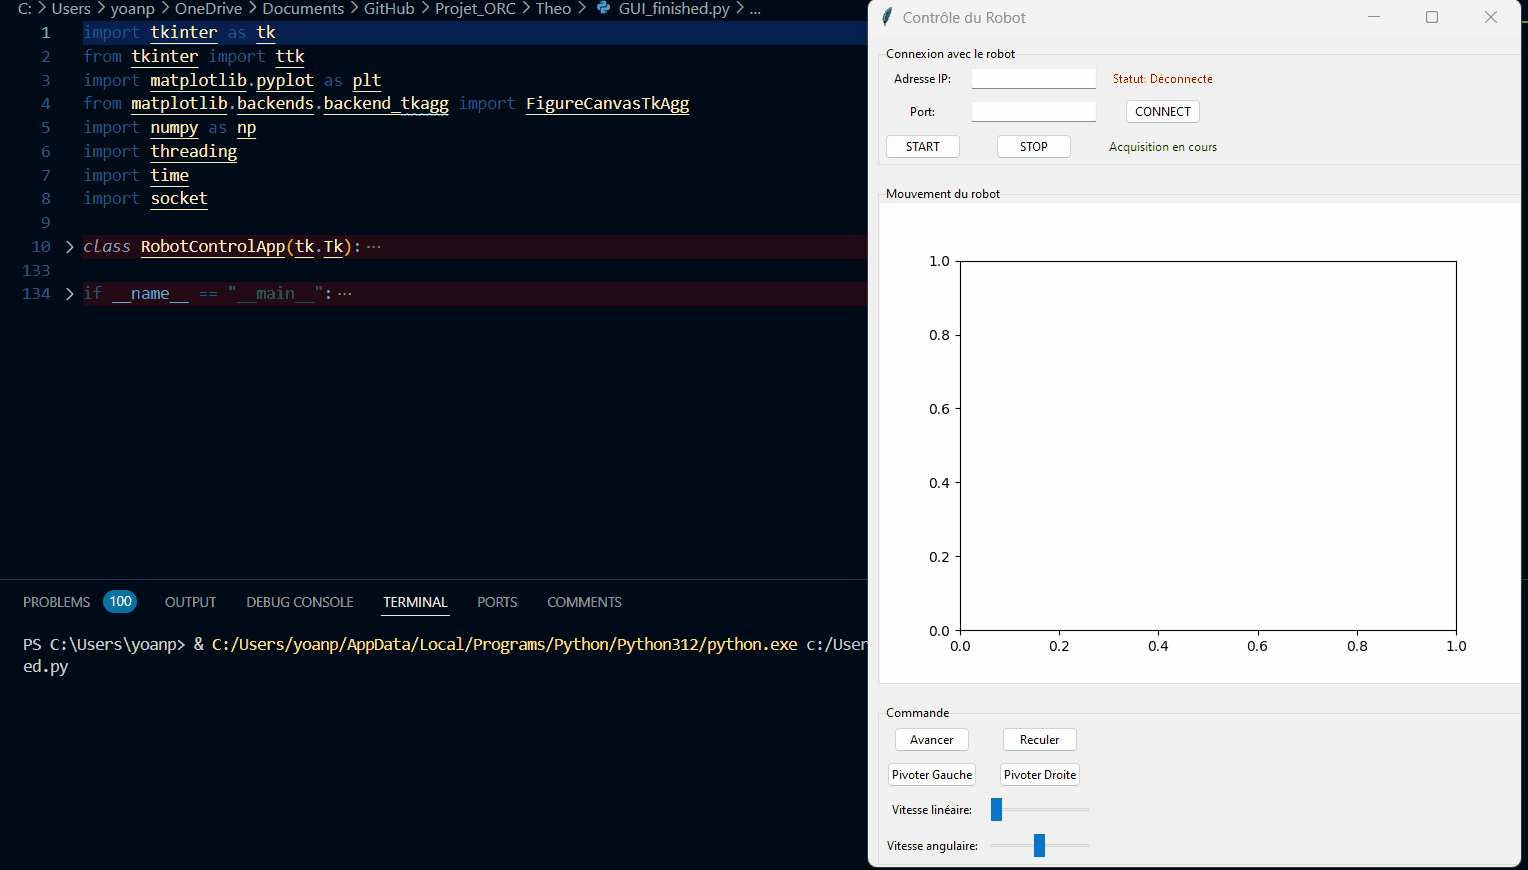 C: > Users > yoanp > OneDrive > Documents > GitHub > Projet_ORC > Theo > GUI_finished.py > ...
1 import tkinter as tk
2 from tkinter import ttk
3 import matplotlib.pyplot as plt
4 from matplotlib.backends.backend_tkagg import FigureCanvasTkAgg
5 import numpy as np
6 import threading
7 import time
8 import socket
9
10 > class RobotControlApp(tk.Tk):···
133
134 > if __name__ == "__main__":···
PROBLEMS 100 OUTPUT DEBUG CONSOLE TERMINAL PORTS COMMENTS
PS C:\Users\yoanp> & C:/Users/yoanp/AppData/Local/Programs/Python/Python312/python.exe c:/User
ed.py
Contrôle du Robot
Connexion avec le robot
Adresse IP: Statut: Déconnecté
Port: CONNECT
START STOP Acquisition en cours
Mouvement du robot
1.0
0.8
0.6
0.4
0.2
0.0
0.0 0.2 0.4 0.6 0.8 1.0
Commande
Avancer Reculer
Pivoter Gauche Pivoter Droite
Vitesse linéaire:
Vitesse angulaire: